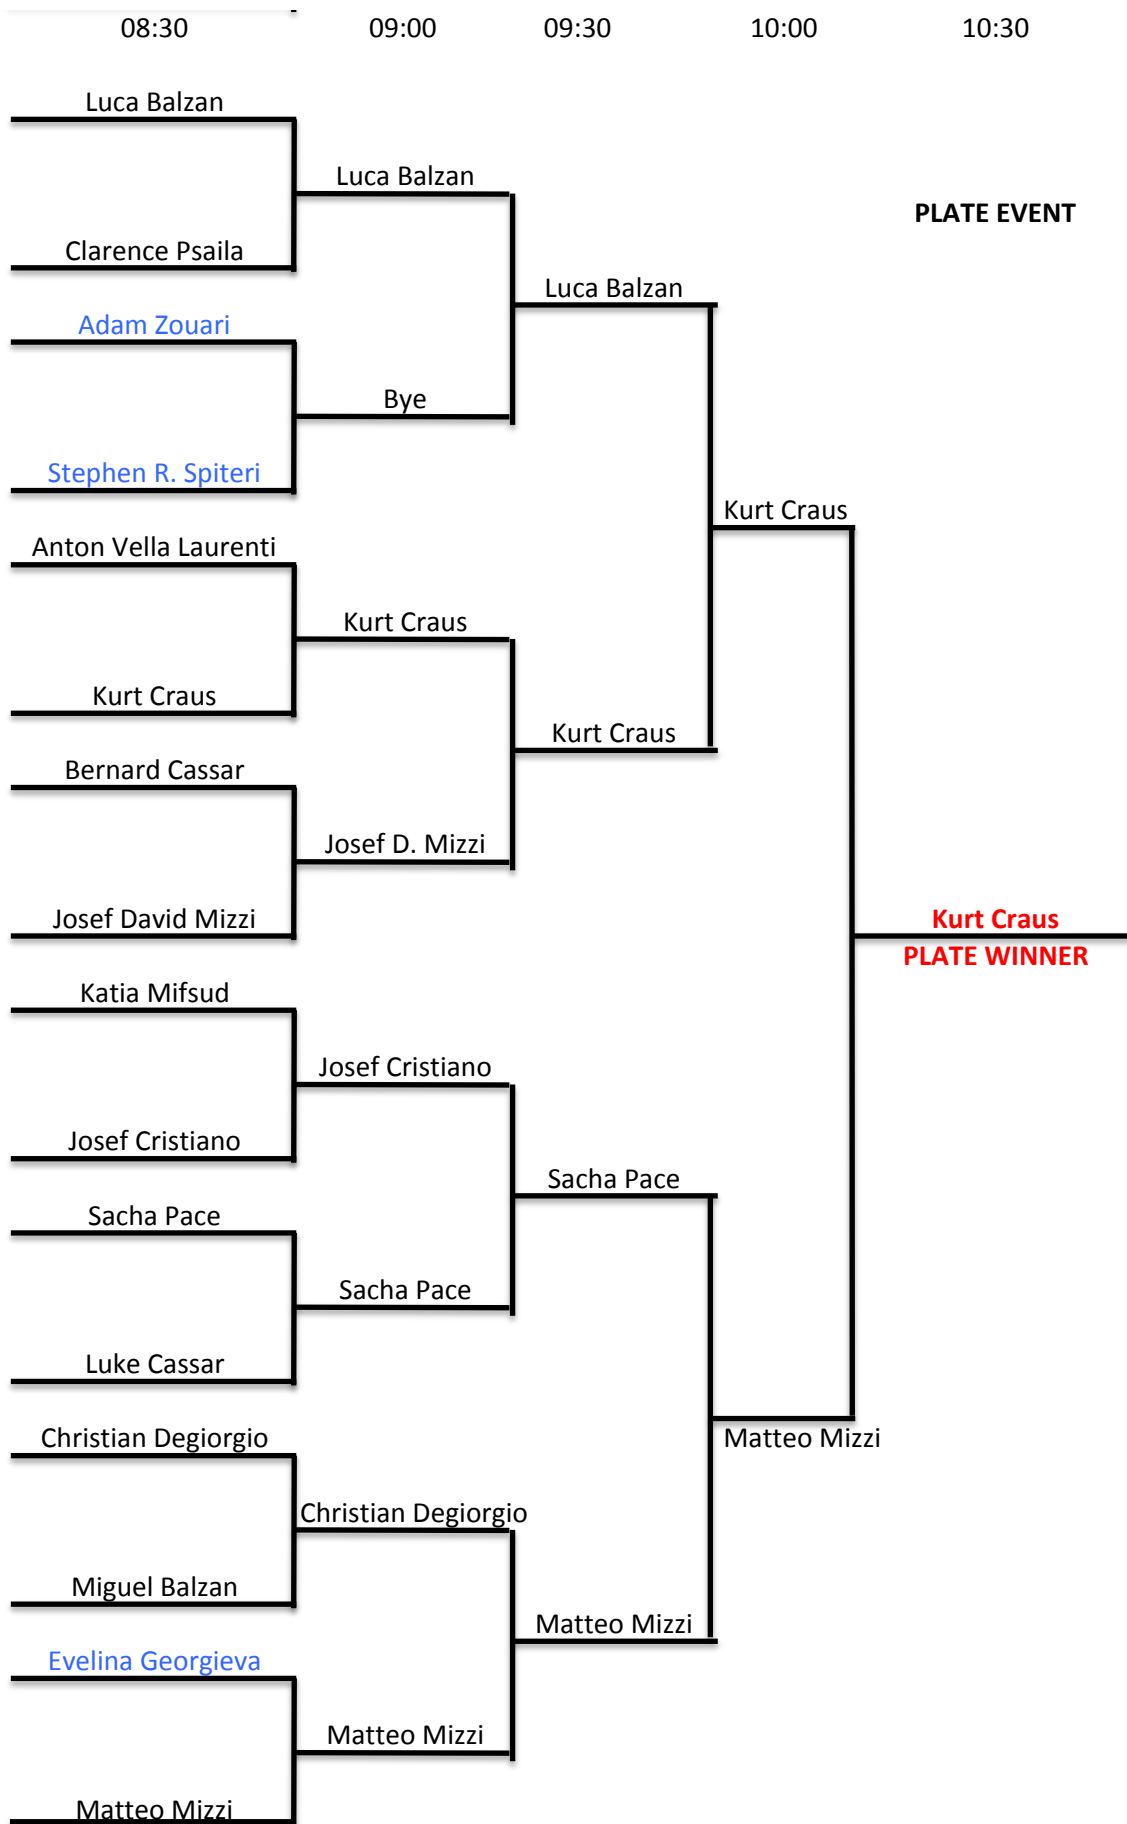 08:30 09:00 09:30 10:00 10:30
Luca Balzan
Luca Balzan
PLATE EVENT
Clarence Psaila
Luca Balzan
Adam Zouari
Bye
Stephen R. Spiteri
Kurt Craus
Anton Vella Laurenti
Kurt Craus
Kurt Craus
Kurt Craus
Bernard Cassar
Josef D. Mizzi
Josef David Mizzi
Kurt Craus
PLATE WINNER
Katia Mifsud
Josef Cristiano
Josef Cristiano
Sacha Pace
Sacha Pace
Sacha Pace
Luke Cassar
Christian Degiorgio
Matteo Mizzi
Christian Degiorgio
Miguel Balzan
Matteo Mizzi
Evelina Georgieva
Matteo Mizzi
Matteo Mizzi